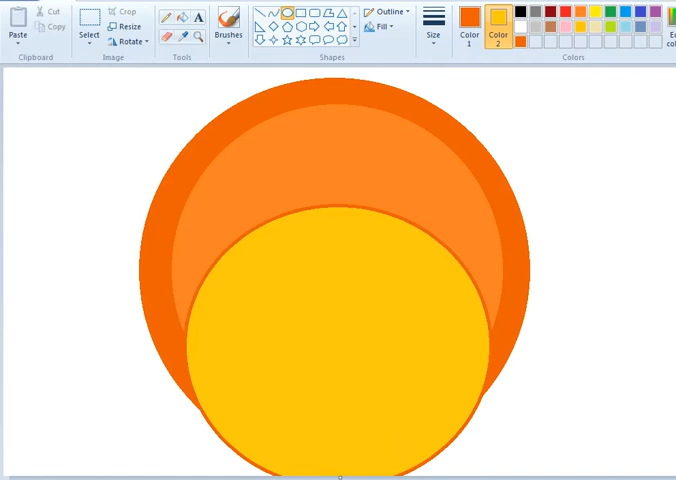 Cut
Copy
Paste
Clipboard
Crop
Resize
Rotate
Select
Image
A
Tools
Brushes
Outline
Fill
Shapes
Size
Color
1
Color
2
Colors